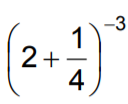 (2 + 1/4)^-3